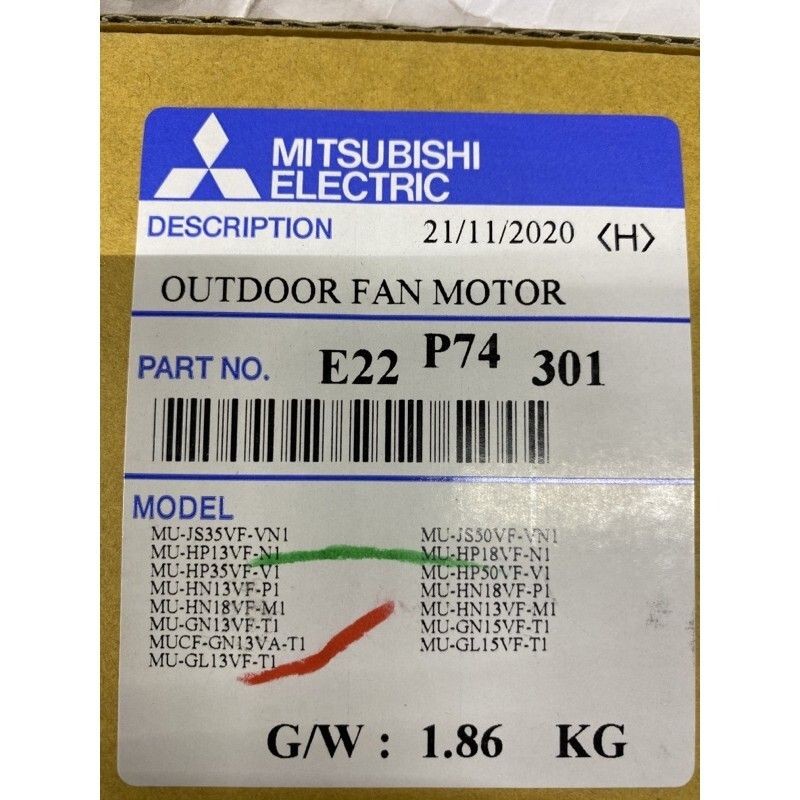 MITSUBISHI
ELECTRIC
DESCRIPTION 21/11/2020 <H>
OUTDOOR FAN MOTOR
PART NO. E22 P74 301
MODEL
MU-JS35VF-VN1 MU-JS50VF-VN1
MU-HP13VF-N1 MU-HP18VF-N1
MU-HP35VF-V1 MU-HP50VF-V1
MU-HN13VF-P1 MU-HN18VF-P1
MU-HN18VF-M1 MU-HN13VF-M1
MU-GN13VF-T1 MU-GN15VF-T1
MUCF-GN13VA-T1 MU-GL15VF-T1
MU-GL13VF-T1
G/W : 1.86 KG